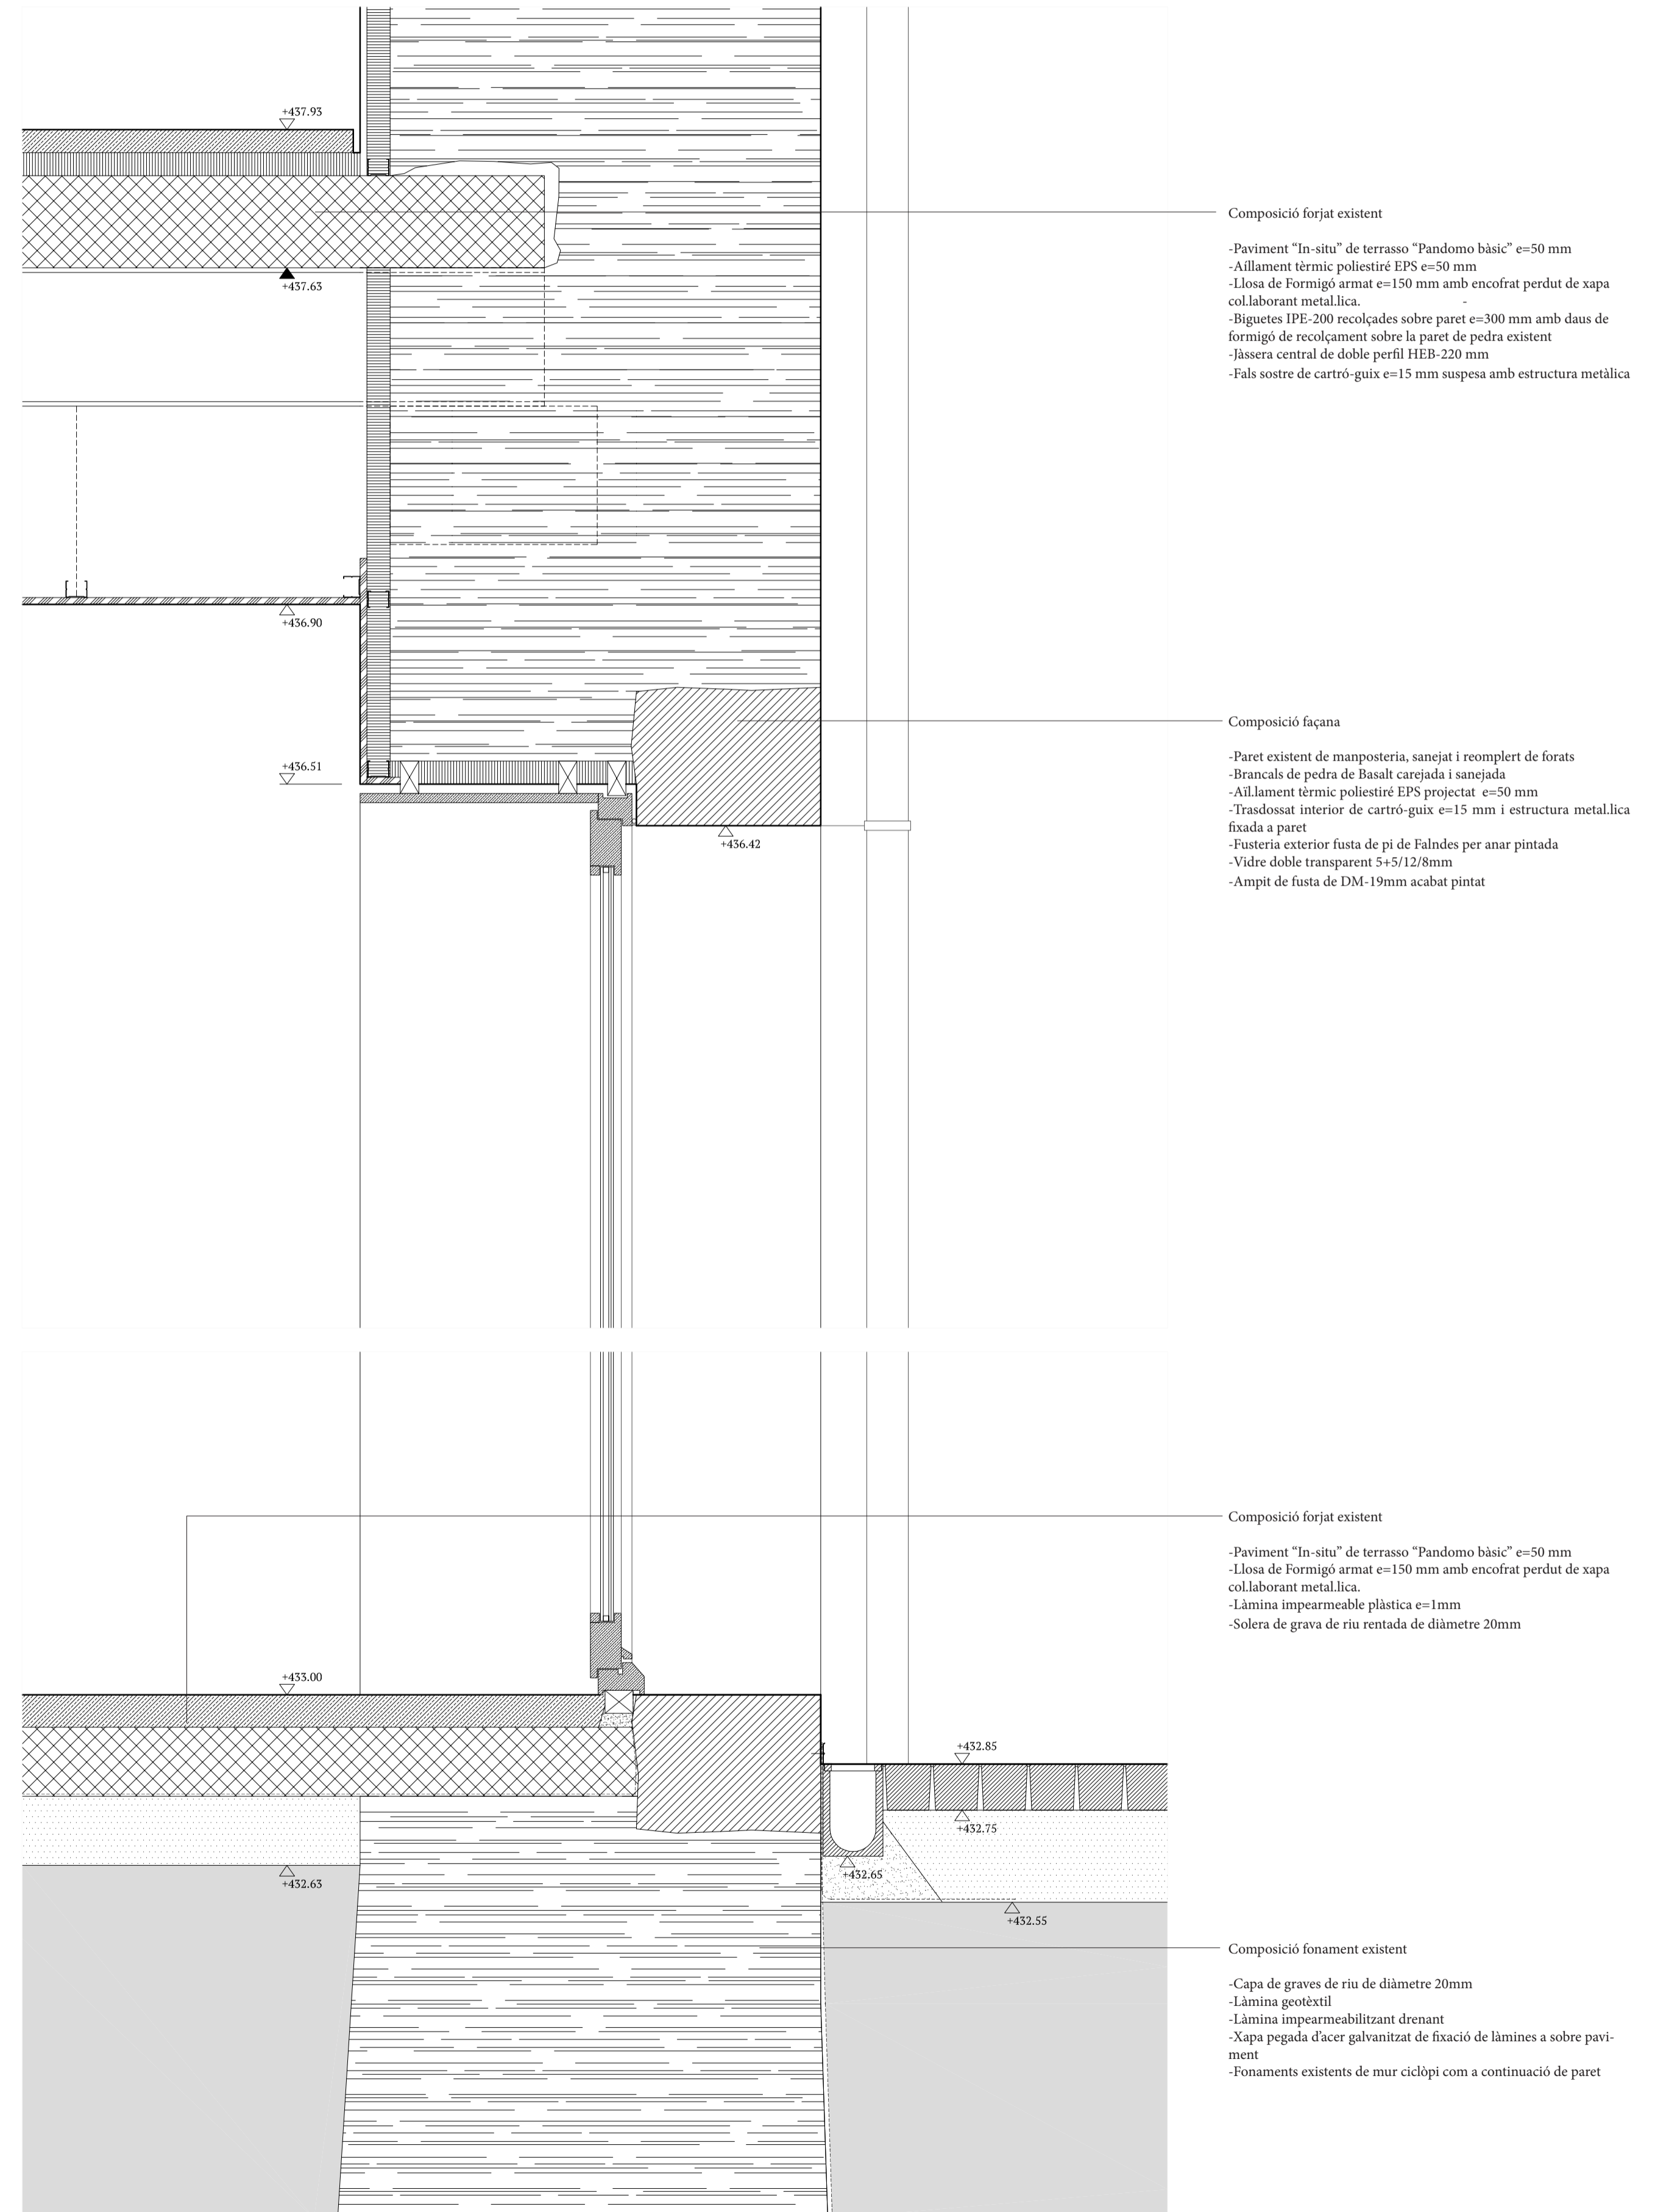 +437.93
+437.63
Composició forjat existent
-Paviment “In-situ” de terrasso “Pandomo bàsic” e=50 mm
-Aíllament tèrmic poliestiré EPS e=50 mm
-Llosa de Formigó armat e=150 mm amb encofrat perdut de xapa
col.laborant metal.lica. -
-Biguetes IPE-200 recolçades sobre paret e=300 mm amb daus de
formigó de recolçament sobre la paret de pedra existent
-Jàssera central de doble perfil HEB-220 mm
-Fals sostre de cartró-guix e=15 mm suspesa amb estructura metàlica
+436.90
+436.51
+436.42
Composició façana
-Paret existent de manposteria, sanejat i reomplert de forats
-Brancals de pedra de Basalt carejada i sanejada
-Aïl.lament tèrmic poliestiré EPS projectat e=50 mm
-Trasdossat interior de cartró-guix e=15 mm i estructura metal.lica
fixada a paret
-Fusteria exterior fusta de pi de Falndes per anar pintada
-Vidre doble transparent 5+5/12/8mm
-Ampit de fusta de DM-19mm acabat pintat
Composició forjat existent
-Paviment “In-situ” de terrasso “Pandomo bàsic” e=50 mm
-Llosa de Formigó armat e=150 mm amb encofrat perdut de xapa
col.laborant metal.lica.
-Làmina impearmeable plàstica e=1mm
-Solera de grava de riu rentada de diàmetre 20mm
+433.00
+432.85
+432.75
+432.65
+432.63
+432.55
Composició fonament existent
-Capa de graves de riu de diàmetre 20mm
-Làmina geotèxtil
-Làmina impearmeabilitzant drenant
-Xapa pegada d’acer galvanitzat de fixació de làmines a sobre pavi-
ment
-Fonaments existents de mur ciclòpi com a continuació de paret